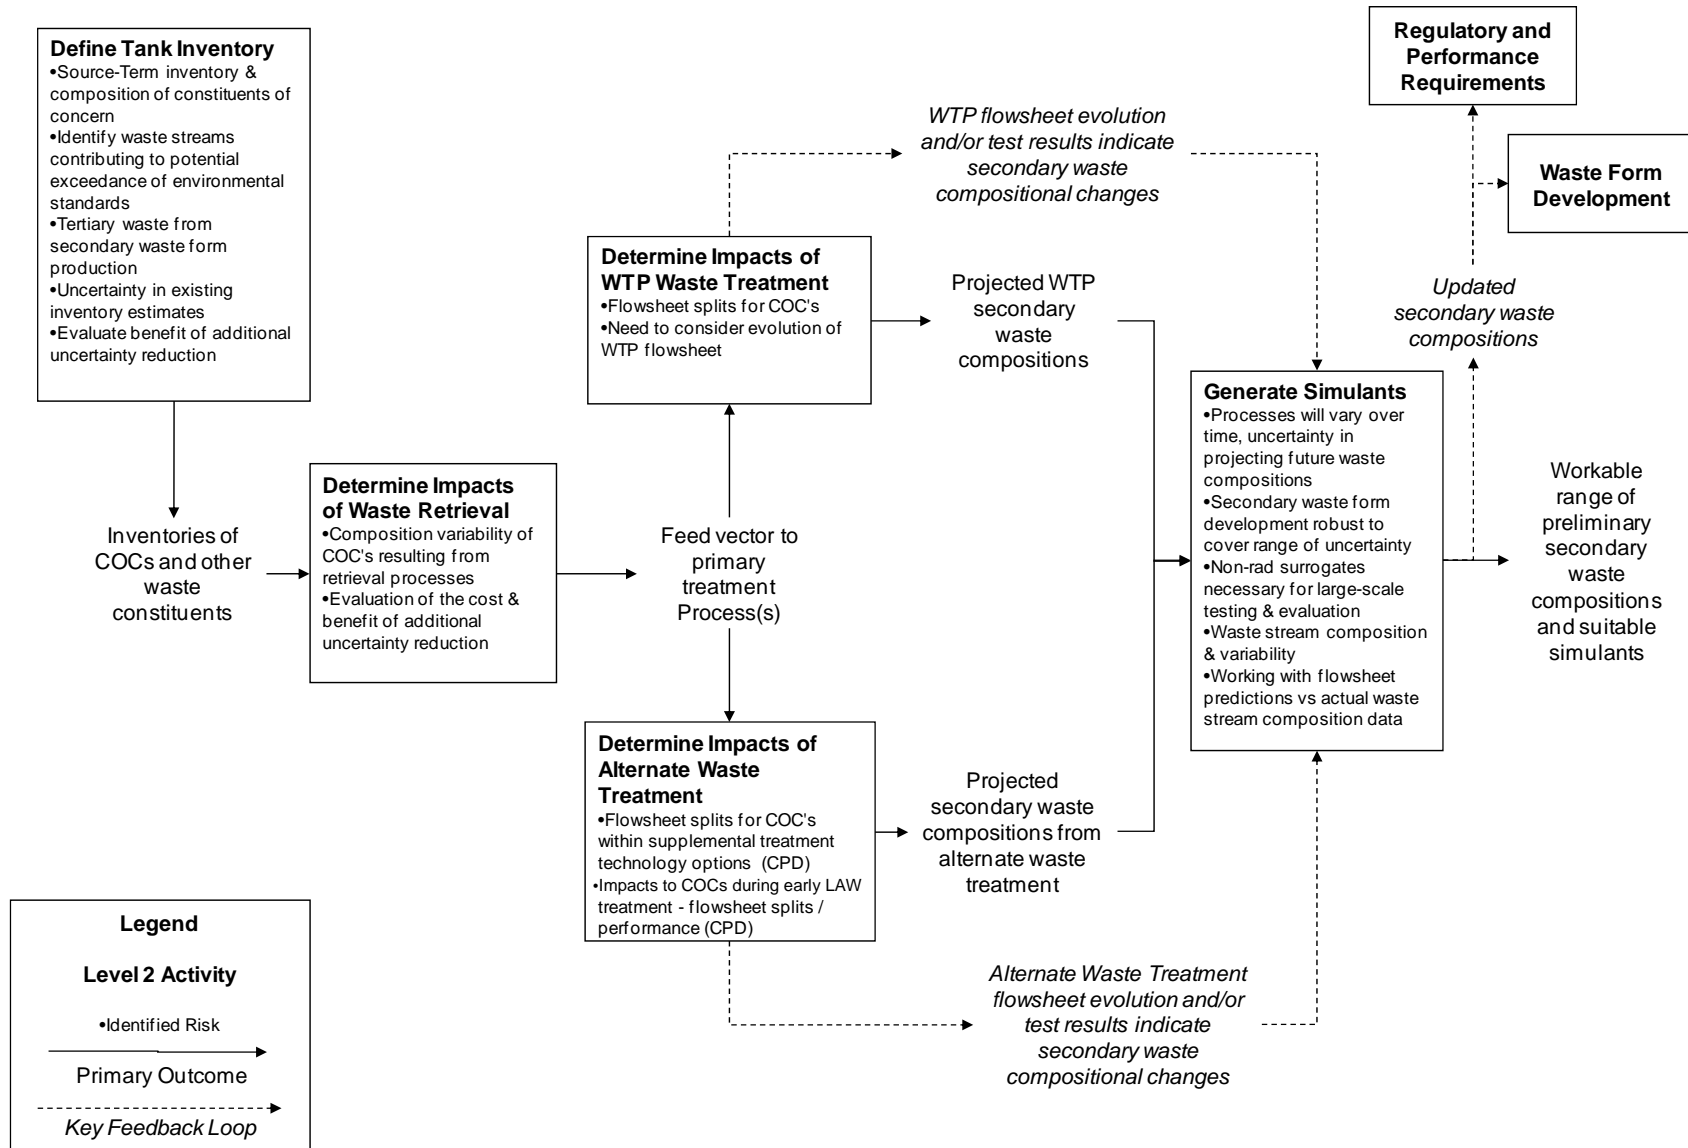 Define Tank Inventory
•Source-Term inventory &
composition of constituents of
concern
•Identify waste streams
contributing to potential
exceedance of environmental
standards
•Tertiary waste from
secondary waste form
production
•Uncertainty in existing
inventory estimates
•Evaluate benefit of additional
uncertainty reduction
Inventories of
COCs and other
waste
constituents
Determine Impacts
of Waste Retrieval
•Composition variability of
COC's resulting from
retrieval processes
•Evaluation of the cost &
benefit of additional
uncertainty reduction
Feed vector to
primary
treatment
Process(s)
WTP flowsheet evolution
and/or test results indicate
secondary waste
compositional changes
Determine Impacts of
WTP Waste Treatment
•Flowsheet splits for COC's
•Need to consider evolution of
WTP flowsheet
Projected WTP
secondary
waste
compositions
Determine Impacts of
Alternate Waste
Treatment
•Flowsheet splits for COC's
within supplemental treatment
technology options (CPD)
•Impacts to COCs during early LAW
treatment - flowsheet splits /
performance (CPD)
Projected
secondary waste
compositions from
alternate waste
treatment
Alternate Waste Treatment
flowsheet evolution and/or
test results indicate
secondary waste
compositional changes
Generate Simulants
•Processes will vary over
time, uncertainty in
projecting future waste
compositions
•Secondary waste form
development robust to
cover range of uncertainty
•Non-rad surrogates
necessary for large-scale
testing & evaluation
•Waste stream composition
& variability
•Working with flowsheet
predictions vs actual waste
stream composition data
Regulatory and
Performance
Requirements
Waste Form
Development
Updated
secondary waste
compositions
Workable
range of
preliminary
secondary
waste
compositions
and suitable
simulants
Legend
Level 2 Activity
•Identified Risk
Primary Outcome
Key Feedback Loop